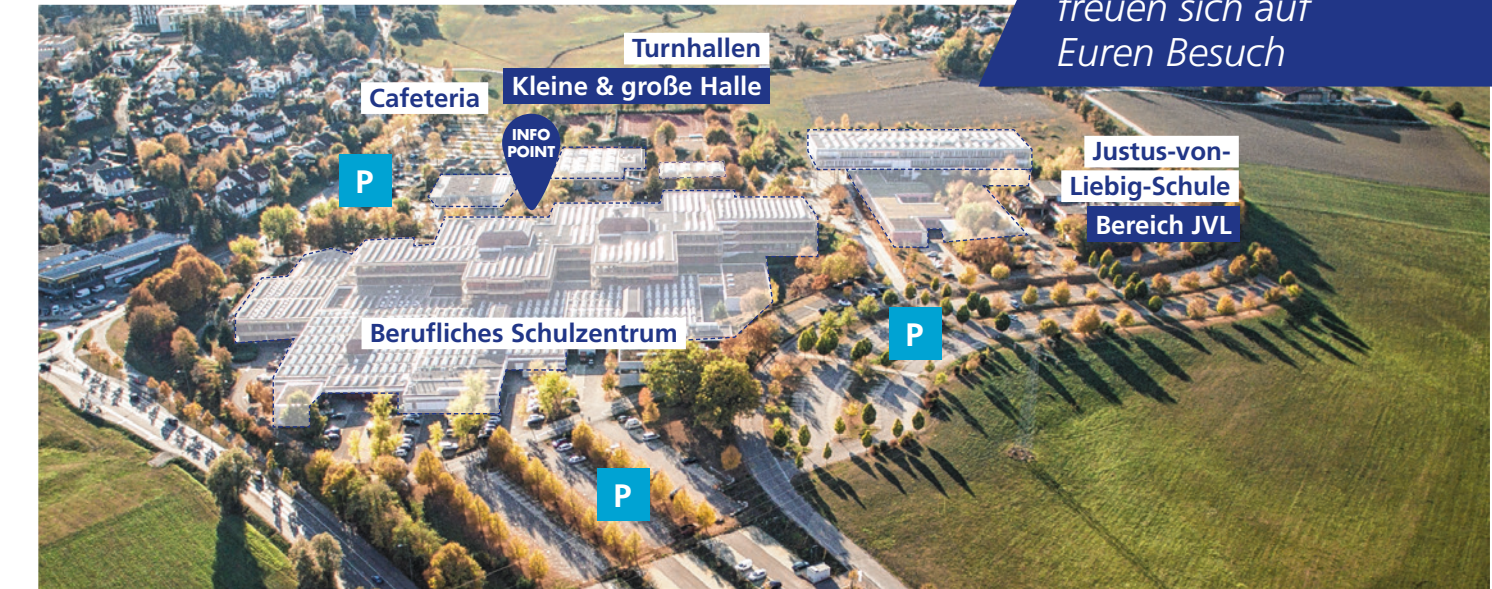 freuen sich auf
Euren Besuch
Turnhallen
Kleine & große Halle
Cafeteria
INFO
POINT
P
Justus-von-
Liebig-Schule
Bereich JVL
Berufliches Schulzentrum
P
P